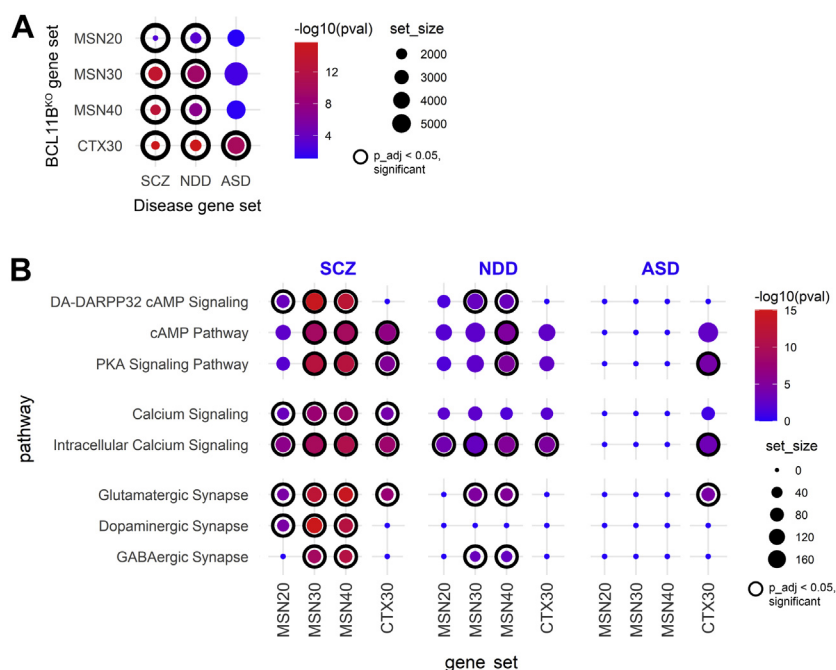 A
BCL11B^KO gene set
MSN20
MSN30
MSN40
CTX30
SCZ NDD ASD
Disease gene set
-log10(pval)
12
8
4
set_size
2000
3000
4000
5000
p_adj < 0.05,
significant
B
SCZ NDD ASD
pathway
DA-DARPP32 cAMP Signaling
cAMP Pathway
PKA Signaling Pathway
Calcium Signaling
Intracellular Calcium Signaling
Glutamatergic Synapse
Dopaminergic Synapse
GABAergic Synapse
MSN20 MSN30 MSN40 CTX30 MSN20 MSN30 MSN40 CTX30 MSN20 MSN30 MSN40 CTX30
gene_set
-log10(pval)
15
10
5
0
set_size
0
40
80
120
160
p_adj < 0.05,
significant